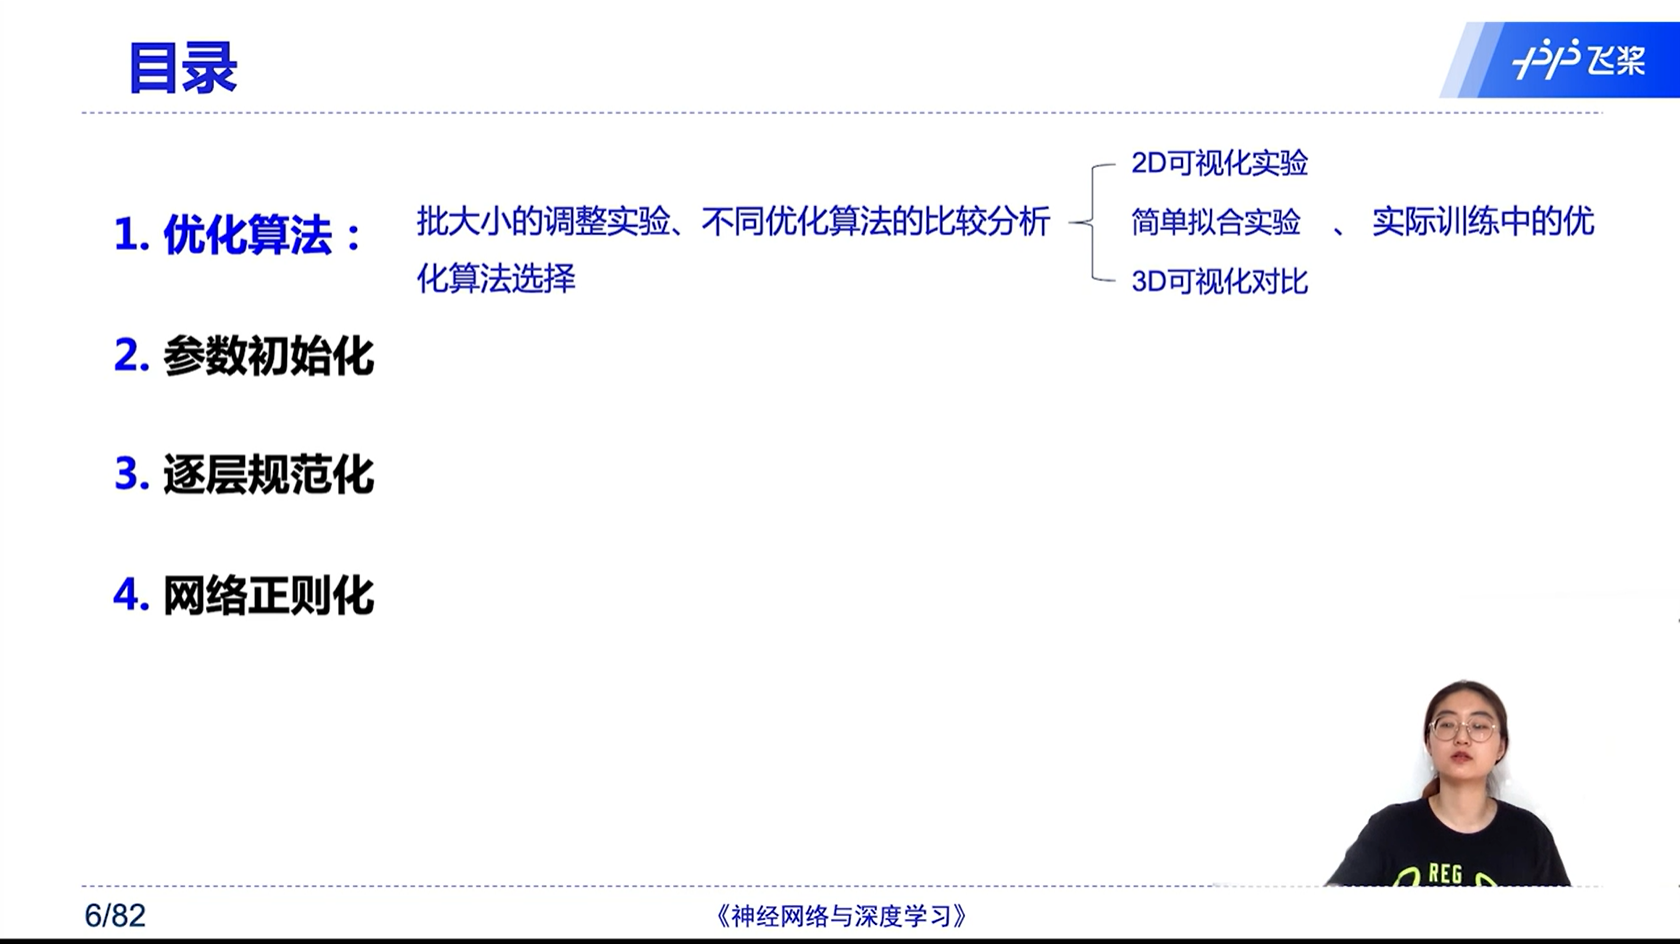 目录
飞桨
1. 优化算法：
批大小的调整实验、不同优化算法的比较分析
2D可视化实验
简单拟合实验
3D可视化对比
、 实际训练中的优
化算法选择
2. 参数初始化
3. 逐层规范化
4. 网络正则化
REG
6/82
《神经网络与深度学习》